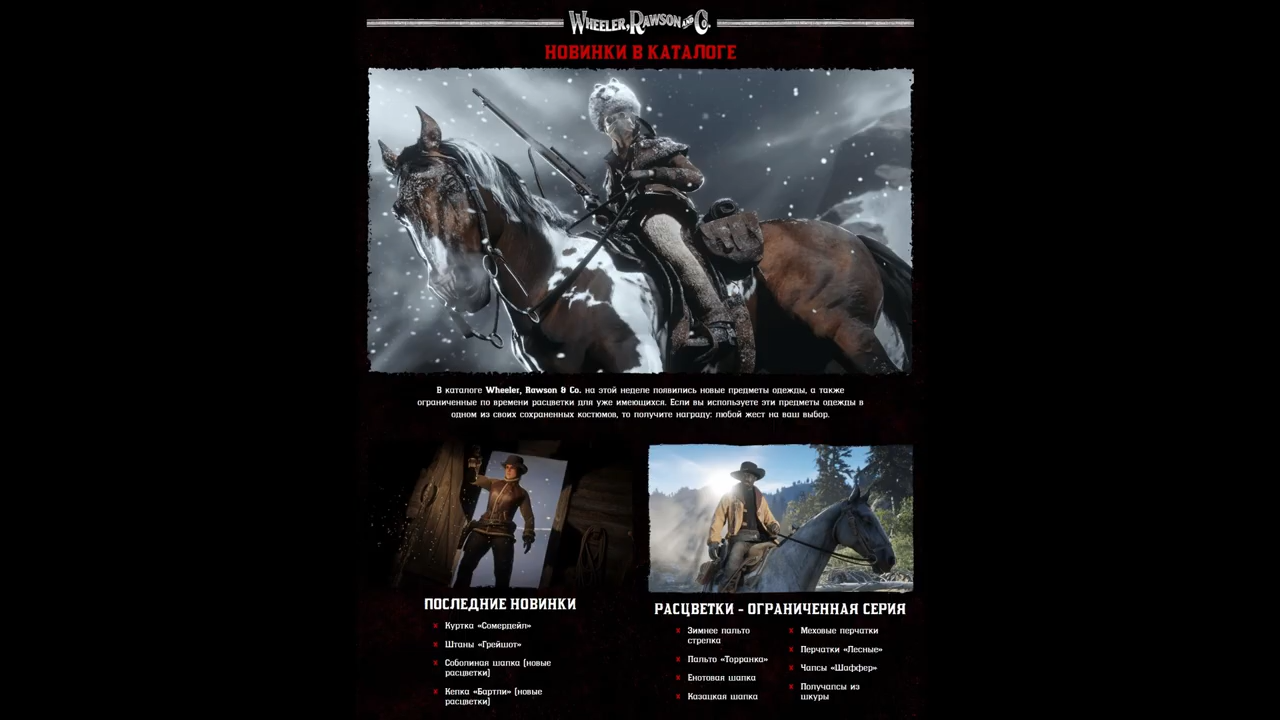 WHEELER, RAWSON AND CO.
НОВИНКИ В КАТАЛОГЕ
В каталоге Wheeler, Rawson & Co. на этой неделе появились новые предметы одежды, а также
ограниченные по времени расцветки для уже имеющихся. Если вы используете эти предметы одежды в
одном из своих сохраненных костюмов, то получите награду: любой жест на ваш выбор.
ПОСЛЕДНИЕ НОВИНКИ
Куртка «Сомердейл»
Штаны «Грейшот»
Соболиная шапка (новые
расцветки)
Кепка «Бартли» (новые
расцветки)
РАСЦВЕТКИ - ОГРАНИЧЕННАЯ СЕРИЯ
Зимнее пальто
стрелка
Пальто «Торранка»
Енотовая шапка
Казацкая шапка
Меховые перчатки
Перчатки «Лесные»
Чапсы «Шаффер»
Получапсы из
шкуры